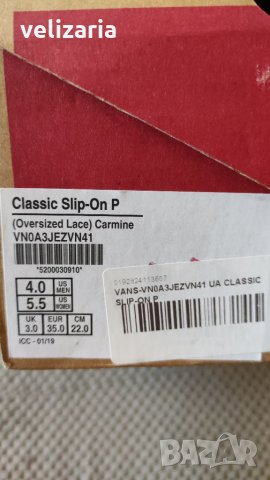 velizaria
Classic Slip-On P
(Oversized Lace) Carmine
VN0A3JEZVN41
*5200030910*
4.0 US MEN
5.5 US (WOMEN)
UK EUR CM
3.0 35.0 22.0
ICC - 01/19
VANS-VN0A3JEZVN41 UA CLASSIC
SLIP-ON P
BAZAR